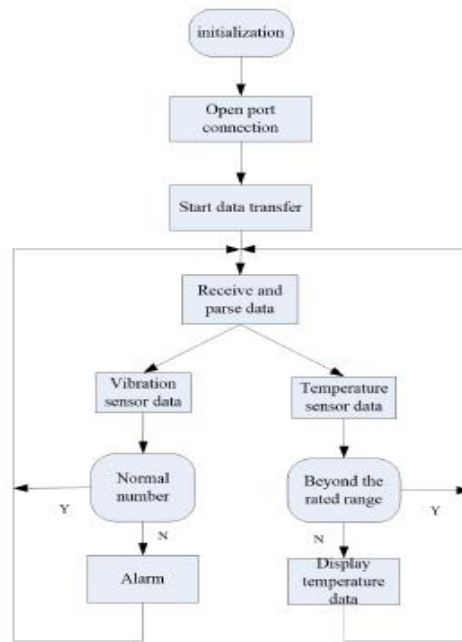 initialization
Open port
connection
Start data transfer
Receive and
parse data
Vibration
sensor data
Temperature
sensor data
Normal
number
Beyond the
rated range
Y
N
N
Y
Alarm
Display
temperature
data